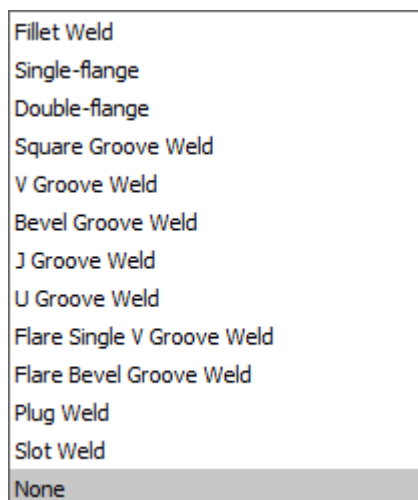 Fillet Weld
Single-flange
Double-flange
Square Groove Weld
V Groove Weld
Bevel Groove Weld
J Groove Weld
U Groove Weld
Flare Single V Groove Weld
Flare Bevel Groove Weld
Plug Weld
Slot Weld
None